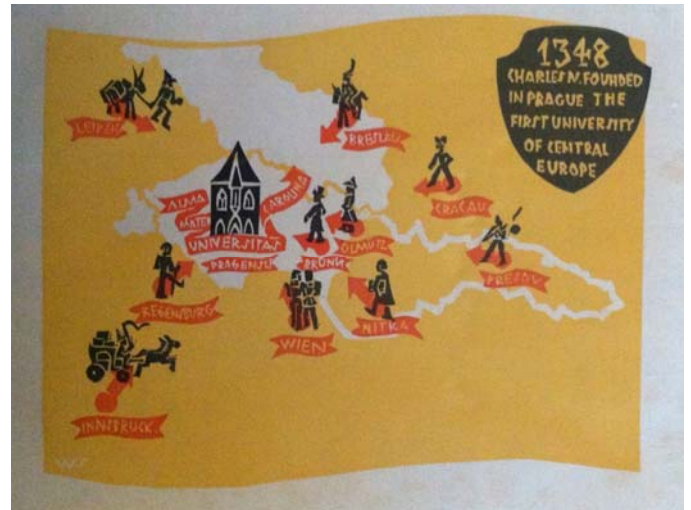 1348
CHARLES IV. FOUNDED
IN PRAGUE THE
FIRST UNIVERSITY
OF CENTRAL
EUROPE
LEIPZIG
BRESLAU
CRACAU
ALMA
MATER
CAROLINA
UNIVERSITAS
PRAGENSIS
BRÜNN
OLMÜTZ
PREŠOV
REGENSBURG
WIEN
NITRA
INNSBRUCK.